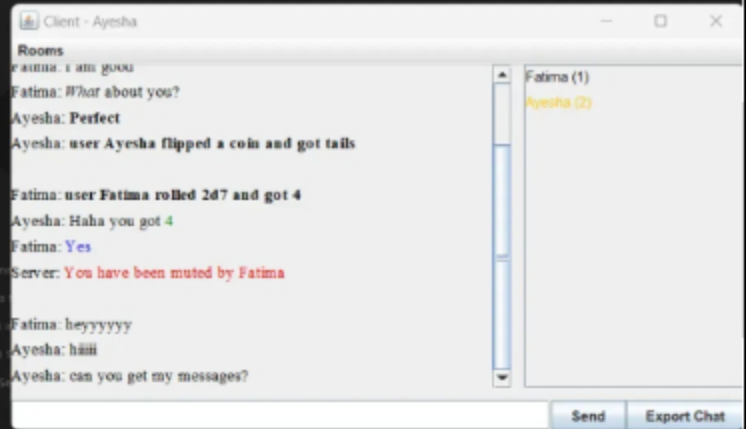 Client - Ayesha
Rooms
Fatima: I am good
Fatima: What about you?
Ayesha: Perfect
Ayesha: user Ayesha flipped a coin and got tails
Fatima: user Fatima rolled 2d7 and got 4
Ayesha: Haha you got 4
Fatima: Yes
Server: You have been muted by Fatima
Fatima: heyyyyyy
Ayesha: hiiiii
Ayesha: can you get my messages?
Fatima (1)
Ayesha (2)
Send
Export Chat